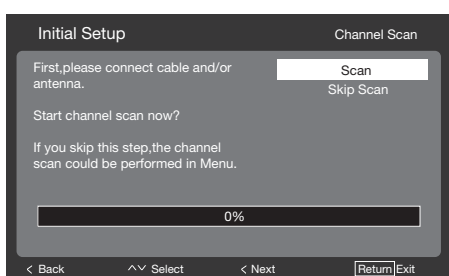 Initial Setup
Channel Scan
First,please connect cable and/or
antenna.
Start channel scan now?
If you skip this step,the channel
scan could be performed in Menu.
Scan
Skip Scan
0%
< Back ^v Select < Next Return Exit